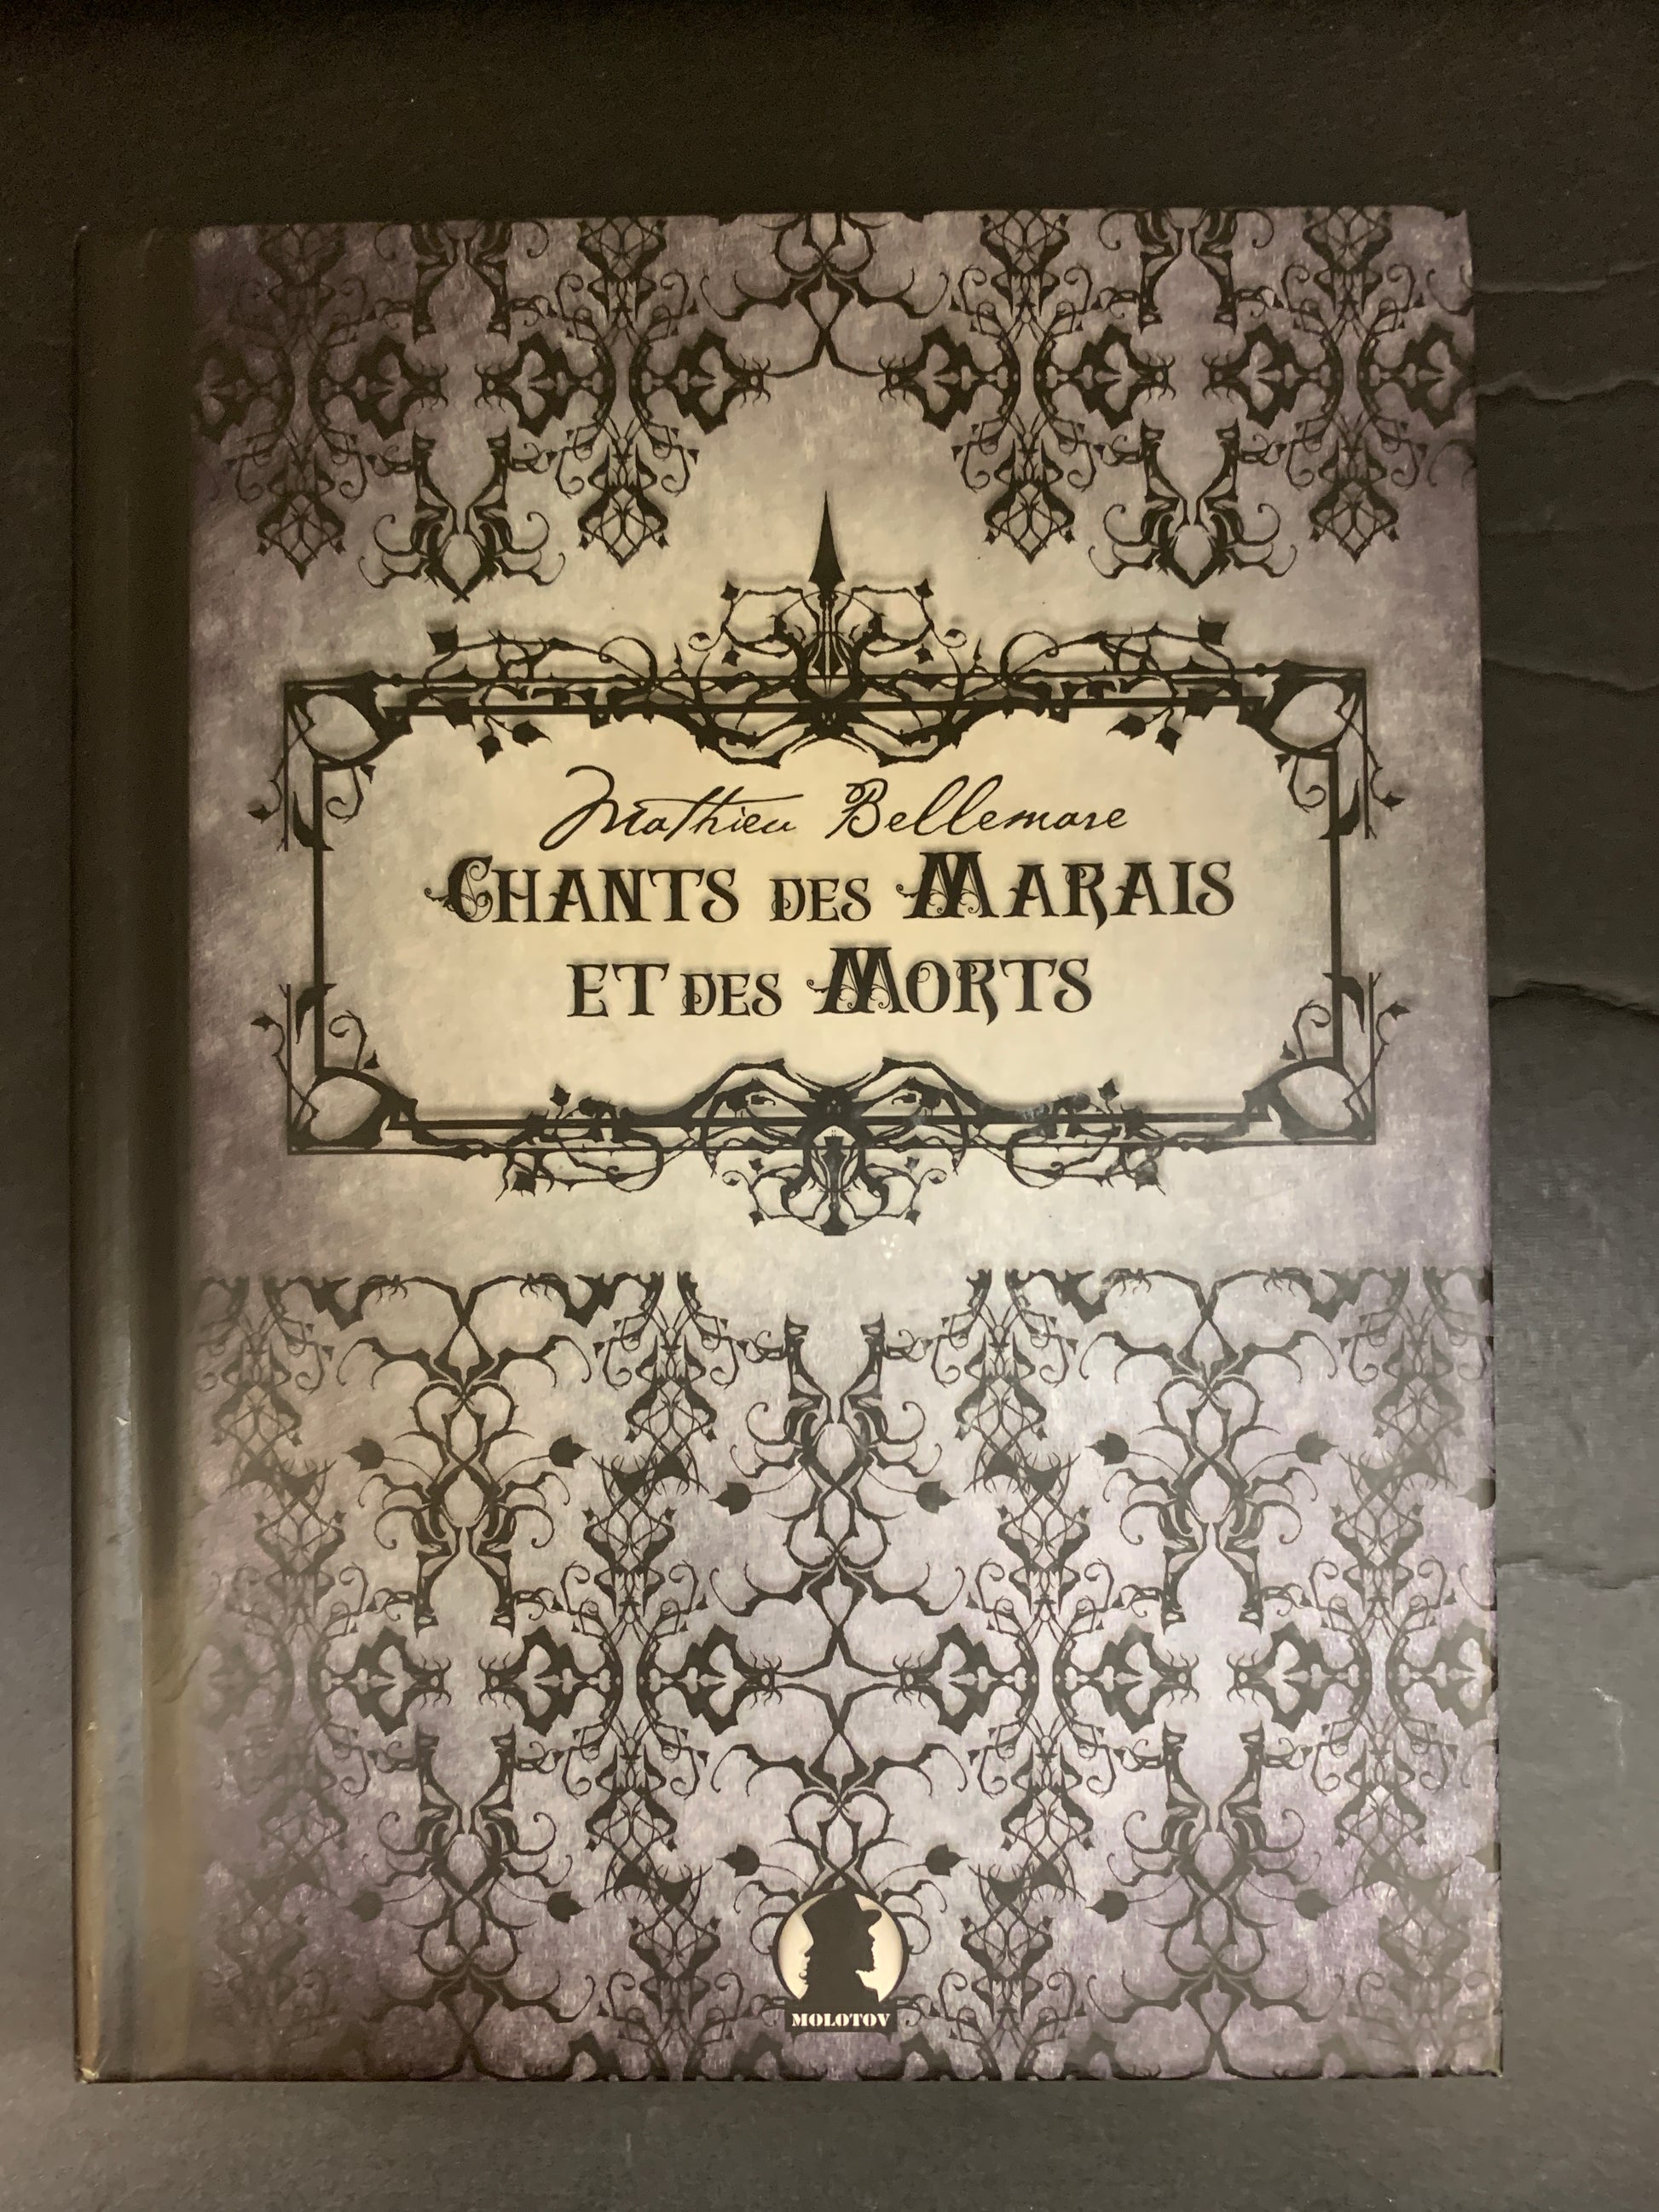 Mathieu Bellemare
CHANTS DES MARAIS
ET DES MORTS
MOLOTOV